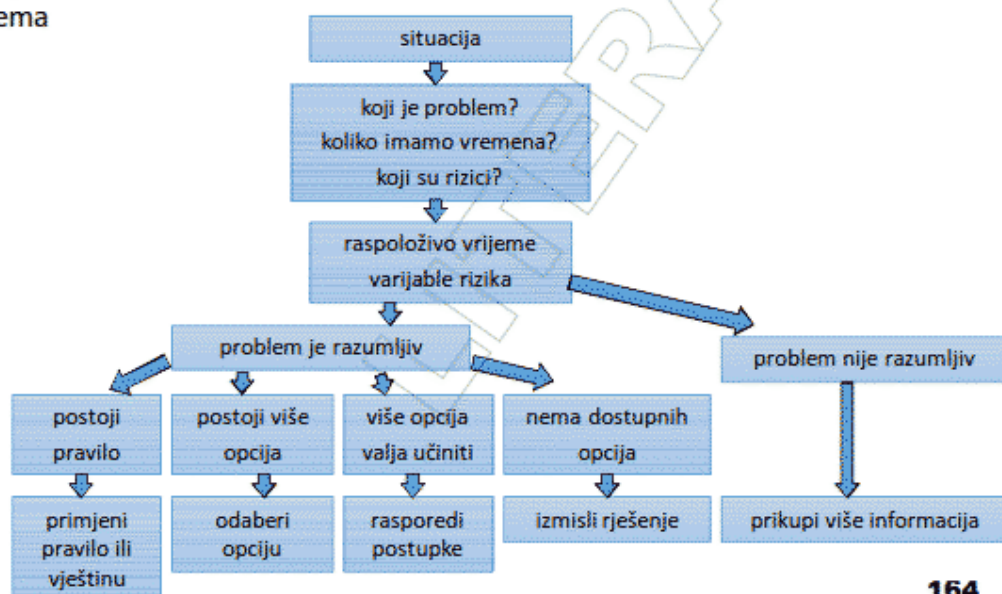 ema
situacija
koji je problem?
koliko imamo vremena?
koji su rizici?
raspoloživo vrijeme
varijable rizika
problem je razumljiv
problem nije razumljiv
postoji
pravilo
postoji više
opcija
više opcija
valja učiniti
nema dostupnih
opcija
primjeni
pravilo ili
vještinu
odaberi
opciju
rasporedi
postupke
izmisli rješenje
prikupi više informacija
164
LITTERA